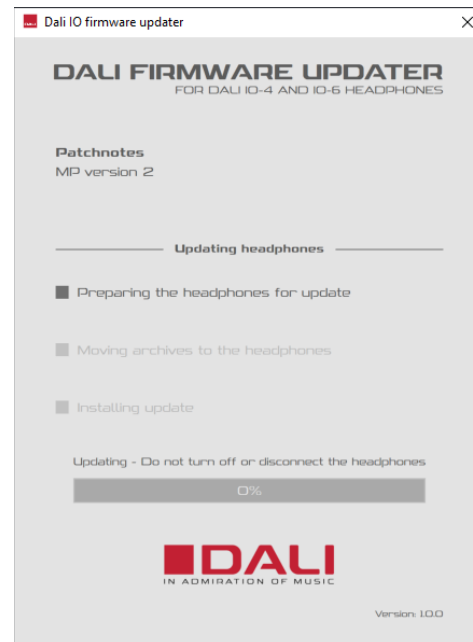 Dali IO firmware updater
DALI FIRMWARE UPDATER
FOR DALI IO-4 AND IO-6 HEADPHONES
Patchnotes
MP version 2
Updating headphones
Preparing the headphones for update
Moving archives to the headphones
Installing update
Updating - Do not turn off or disconnect the headphones
0%
DALI
IN ADMIRATION OF MUSIC
Version: 1.0.0